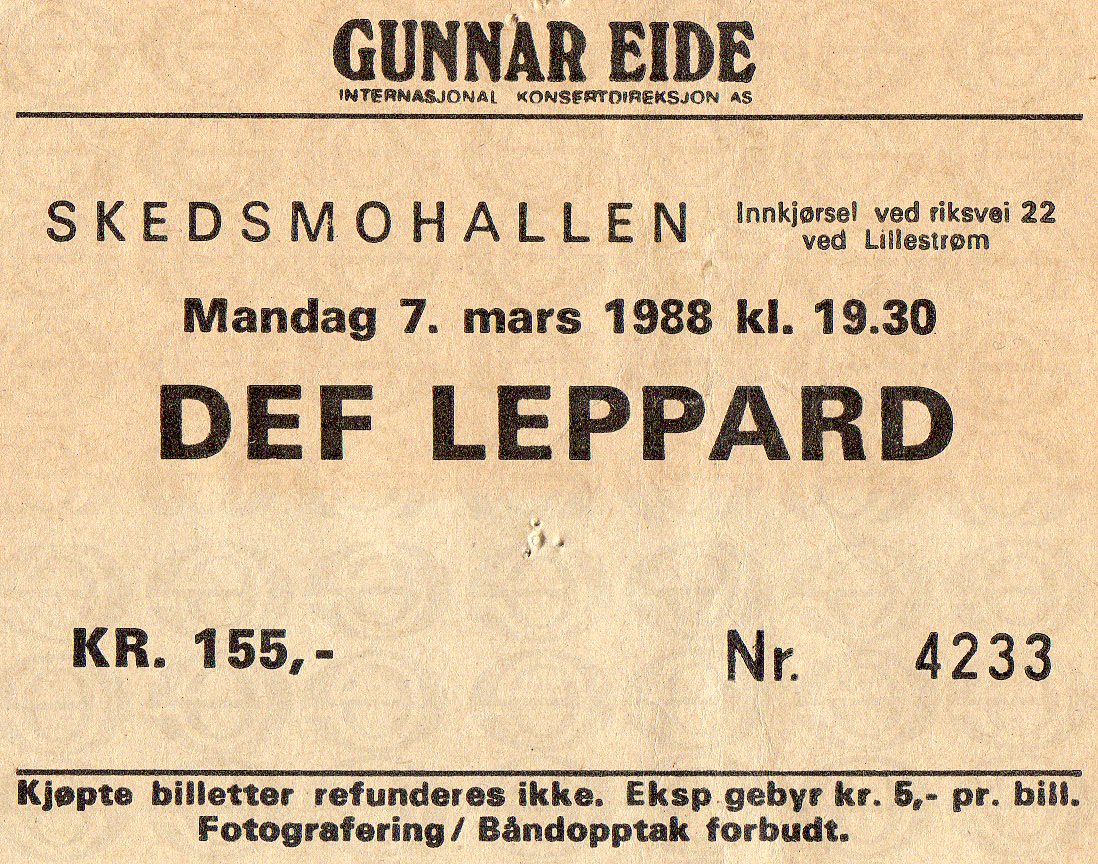 GUNNAR EIDE
INTERNASJONAL KONSERTDIREKSJON AS
SKEDSMOHALLEN
Innkjørsel ved riksvei 22
ved Lillestrøm
Mandag 7. mars 1988 kl. 19.30
DEF LEPPARD
KR. 155,-
Nr. 4233
Kjøpte billetter refunderes ikke. Eksp.gebyr kr. 5,- pr. bill.
Fotografering/ Båndopptak forbudt.